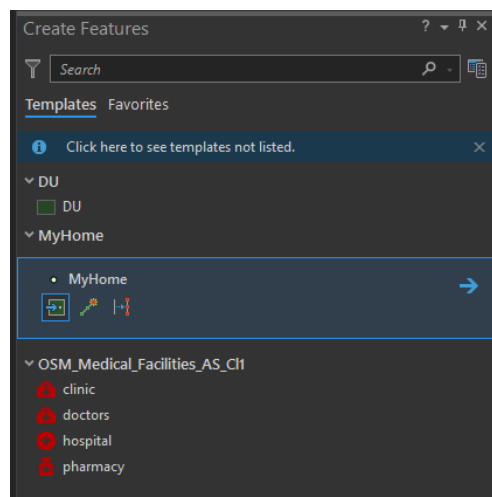 Create Features
Search
Templates Favorites
Click here to see templates not listed.
DU
DU
MyHome
MyHome
OSM_Medical_Facilities_AS_Cl1
clinic
doctors
hospital
pharmacy